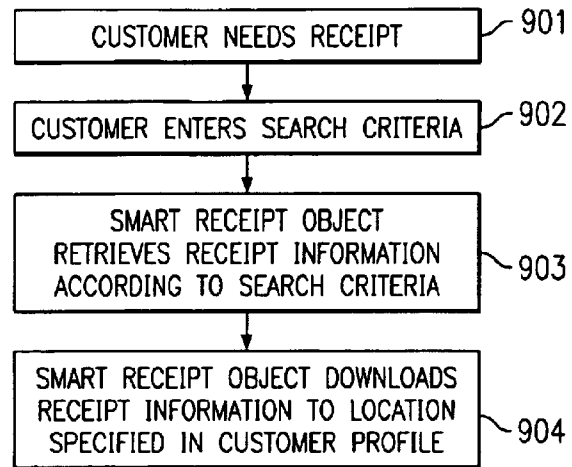 CUSTOMER NEEDS RECEIPT
901
CUSTOMER ENTERS SEARCH CRITERIA
902
SMART RECEIPT OBJECT
RETRIEVES RECEIPT INFORMATION
ACCORDING TO SEARCH CRITERIA
903
SMART RECEIPT OBJECT DOWNLOADS
RECEIPT INFORMATION TO LOCATION
SPECIFIED IN CUSTOMER PROFILE
904